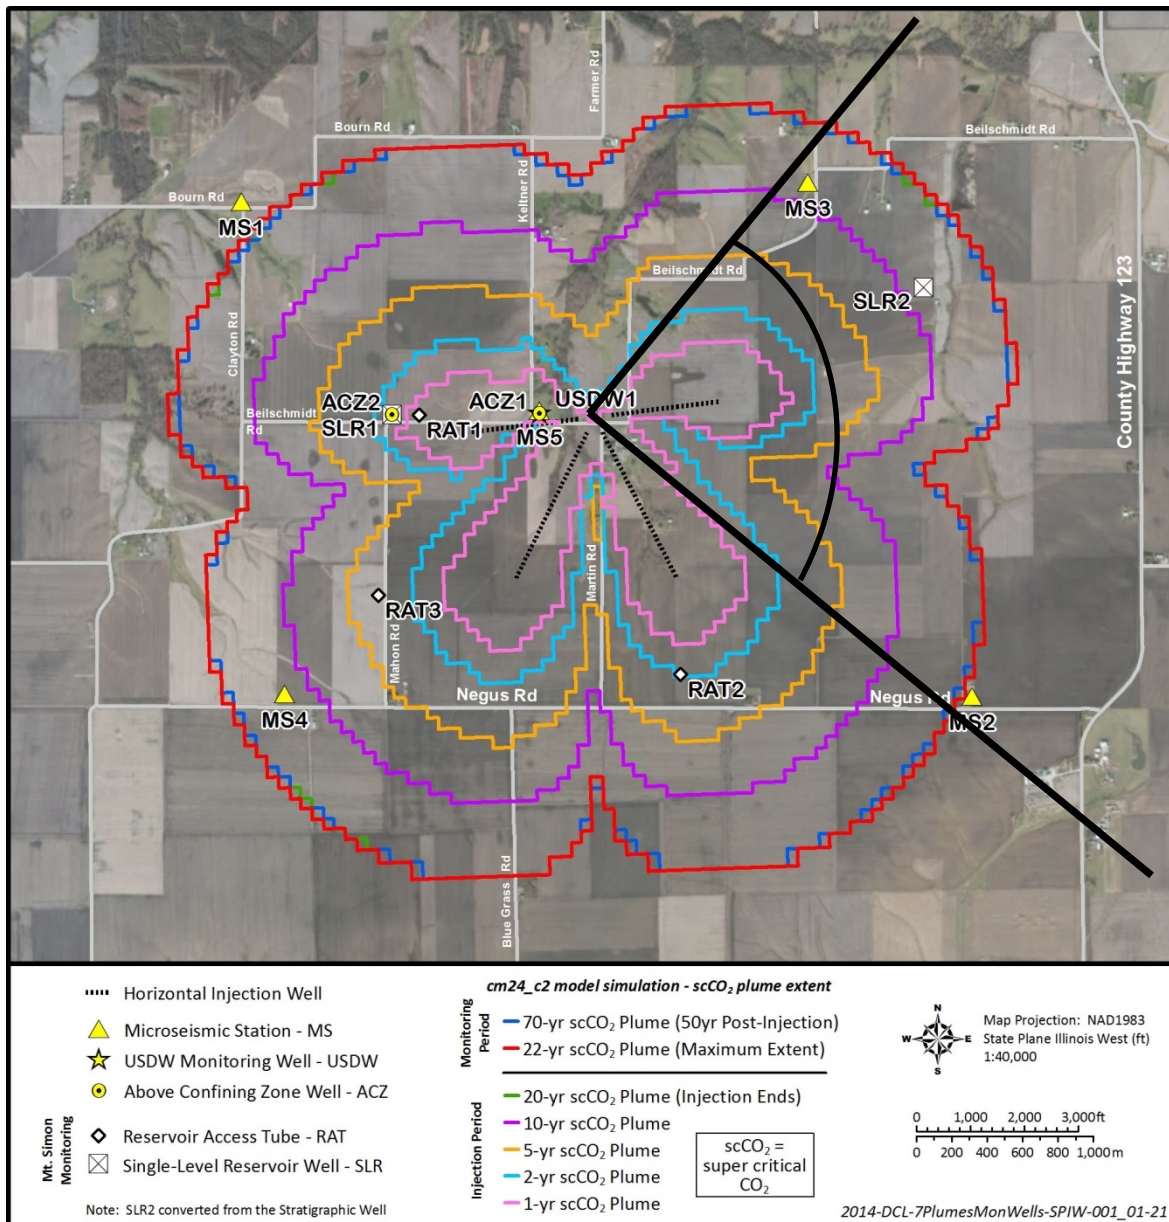 Farmer Rd
Bourn Rd
Beilschmidt Rd
Keltner Rd
Bourn Rd
MS1
MS3
Beilschmidt Rd
SLR2
County Highway 123
Clayton Rd
ACZ2
ACZ1
USDW1
Beilschmidt
Rd
SLR1
RAT1
MS5
Martin Rd
RAT3
Mahon Rd
RAT2
Negus Rd
Negus Rd
MS4
MS2
Blue Grass Rd
Horizontal Injection Well
Microseismic Station - MS
USDW Monitoring Well - USDW
Above Confining Zone Well - ACZ
Mt. Simon
Monitoring
Reservoir Access Tube - RAT
Single-Level Reservoir Well - SLR
Note: SLR2 converted from the Stratigraphic Well
cm24_c2 model simulation - scCO₂ plume extent
Monitoring
Period
70-yr scCO₂ Plume (50yr Post-Injection)
22-yr scCO₂ Plume (Maximum Extent)
Injection Period
20-yr scCO₂ Plume (Injection Ends)
10-yr scCO₂ Plume
5-yr scCO₂ Plume
2-yr scCO₂ Plume
1-yr scCO₂ Plume
scCO₂ =
super critical
CO₂
N
W
E
S
Map Projection: NAD1983
State Plane Illinois West (ft)
1:40,000
0 1,000 2,000 3,000ft
0 200 400 600 800 1,000m
2014-DCL-7PlumesMonWells-SPIW-001_01-21